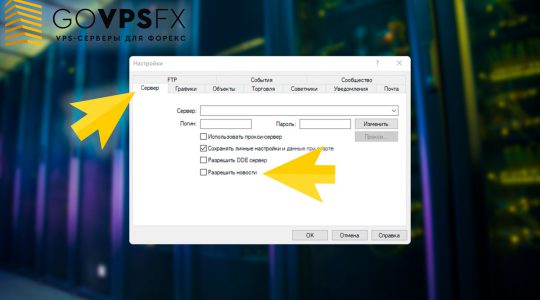 GOVPSFX
VPS-СЕРВЕРЫ ДЛЯ ФОРЕКС
Настройки
FTP События Сообщество
Сервер Графики Объекты Торговля Советники Уведомления Почта
Сервер:
Логин: Пароль: Изменить
Использовать прокси-сервер Прокси...
Сохранять личные настройки и данные при старте
Разрешить DDE сервер
Разрешить новости
OK Отмена Справка